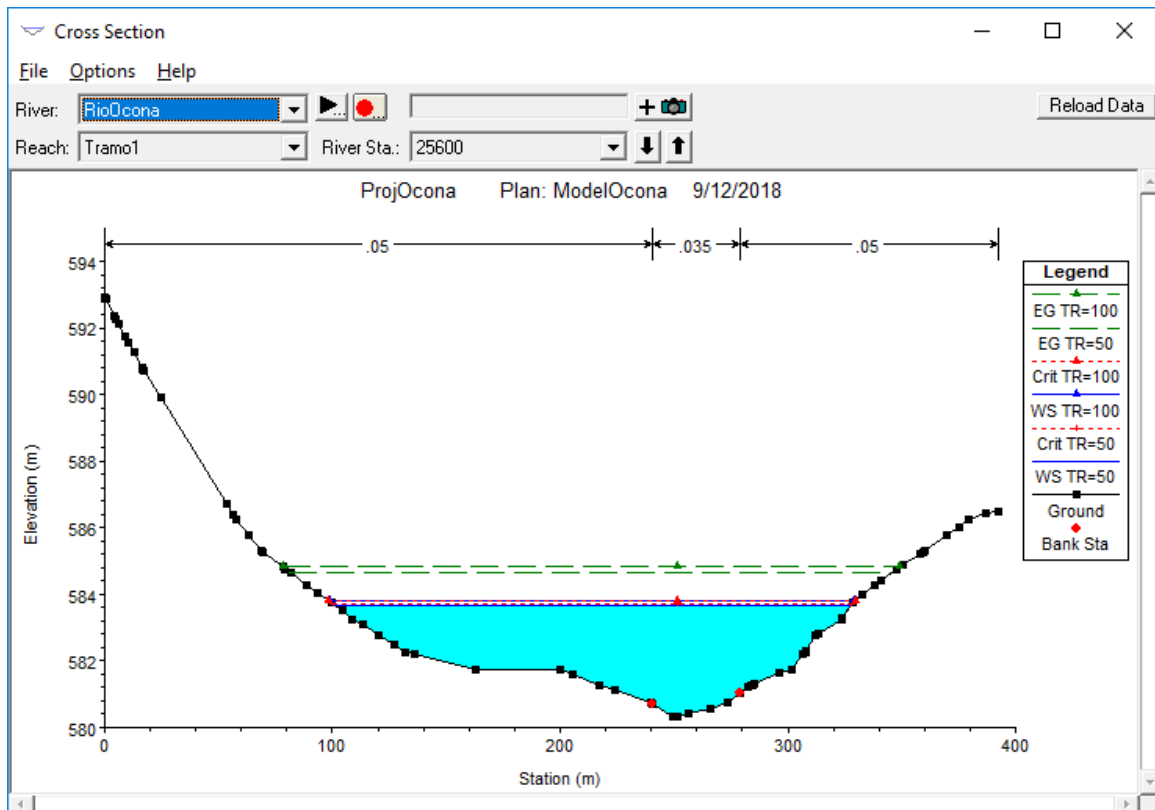 Cross Section
File Options Help
River: RioOcona Reload Data
Reach: Tramo1 River Sta.: 25600
ProjOcona Plan: ModelOcona 9/12/2018
.05 .035 .05
594
592
590
588
586
584
582
580
Elevation (m)
0 100 200 300 400
Station (m)
Legend
EG TR=100
EG TR=50
Crit TR=100
WS TR=100
Crit TR=50
WS TR=50
Ground
Bank Sta